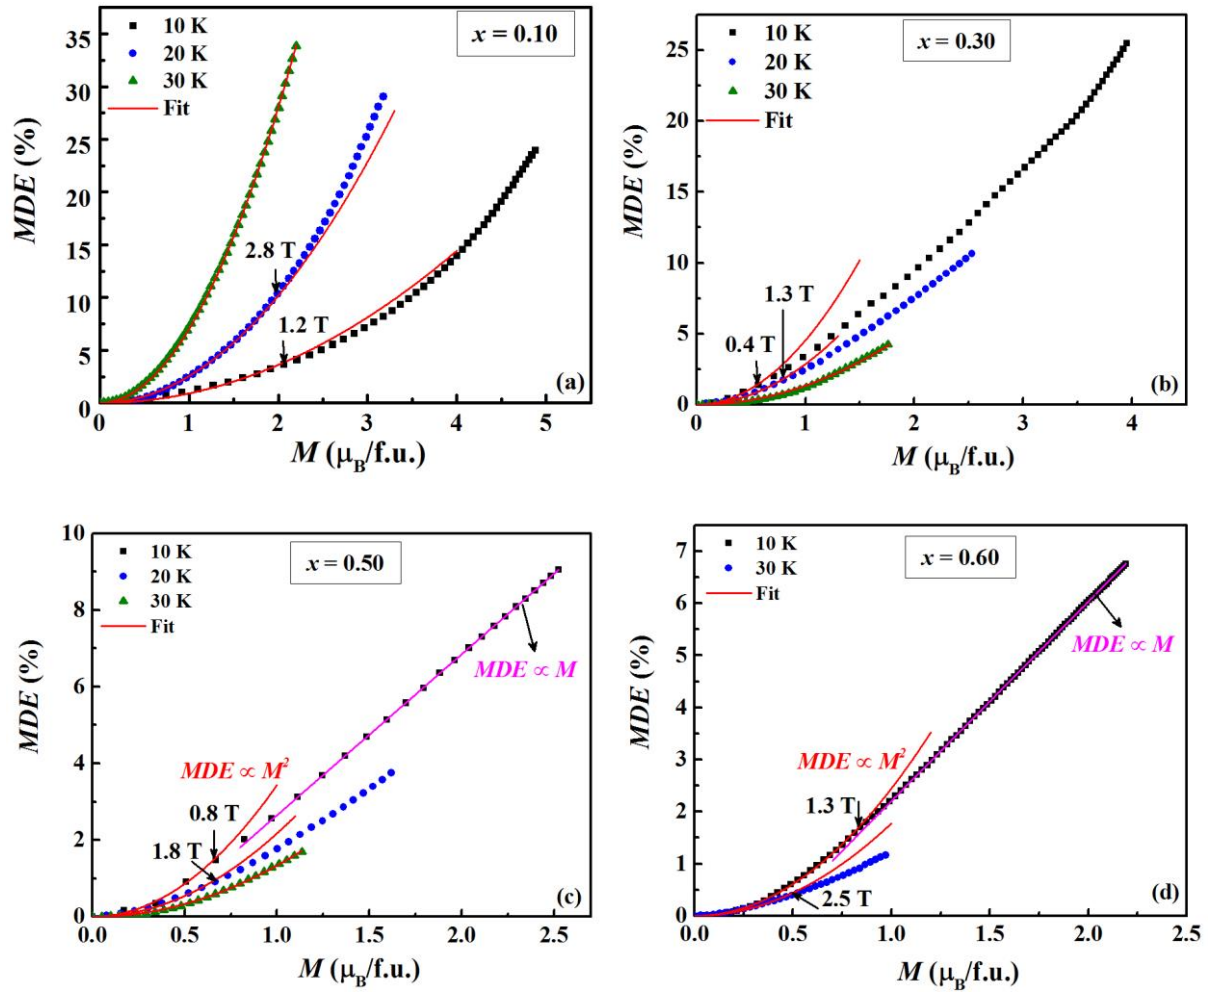 x = 0.10
10 K
20 K
30 K
Fit
MDE (%)
35
30
25
20
15
10
5
0
2.8 T
1.2 T
(a)
0 1 2 3 4 5
M (μB/f.u.)
x = 0.30
10 K
20 K
30 K
Fit
MDE (%)
25
20
15
10
5
0
1.3 T
0.4 T
(b)
0 1 2 3 4
M (μB/f.u.)
x = 0.50
10 K
20 K
30 K
Fit
MDE (%)
10
8
6
4
2
0
MDE ∝ M
MDE ∝ M²
0.8 T
1.8 T
(c)
0.0 0.5 1.0 1.5 2.0 2.5
M (μB/f.u.)
x = 0.60
10 K
30 K
Fit
MDE (%)
7
6
5
4
3
2
1
0
MDE ∝ M
MDE ∝ M²
1.3 T
2.5 T
(d)
0.0 0.5 1.0 1.5 2.0 2.5
M (μB/f.u.)